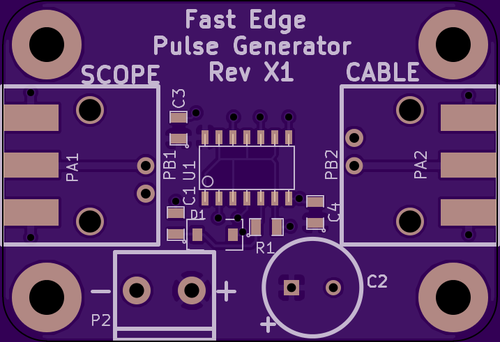 Fast Edge
Pulse Generator
Rev X1
SCOPE
CABLE
C3
PA1
PB1
U1
PB2
PA2
C1
D1
C4
R1
P2
−
+
C2
+